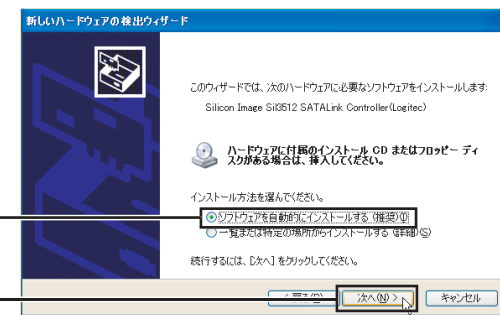 新しいハードウェアの検出ウィザード
このウィザードでは、次のハードウェアに必要なソフトウェアをインストールします:
Silicon Image SiI3512 SATALink Controller(Logitec)
ハードウェアに付属のインストール CD またはフロッピー ディ
スクがある場合は、挿入してください。
インストール方法を選んでください。
ソフトウェアを自動的にインストールする (推奨)(I)
一覧または特定の場所からインストールする (詳細)(S)
続行するには、[次へ] をクリックしてください。
< 戻る(B) 次へ(N) > キャンセル